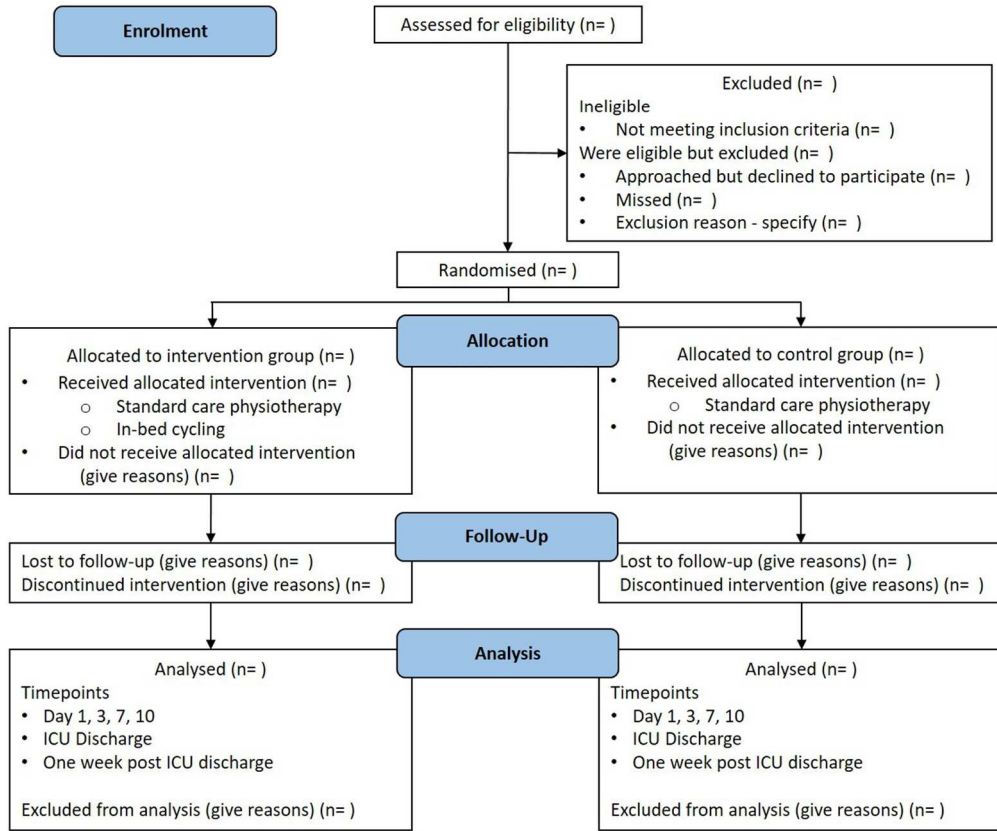 Enrolment
Assessed for eligibility (n= )
Excluded (n=  )
Ineligible
• Not meeting inclusion criteria (n=  )
Were eligible but excluded (n=  )
• Approached but declined to participate (n=  )
• Missed (n=  )
• Exclusion reason - specify (n=  )
Randomised (n= )
Allocation
Allocated to intervention group (n= )
• Received allocated intervention (n=  )
o Standard care physiotherapy
o In-bed cycling
• Did not receive allocated intervention
(give reasons) (n=  )
Allocated to control group (n=  )
• Received allocated intervention (n=  )
o Standard care physiotherapy
• Did not receive allocated intervention
(give reasons) (n=  )
Follow-Up
Lost to follow-up (give reasons) (n=  )
Discontinued intervention (give reasons) (n=  )
Lost to follow-up (give reasons) (n=  )
Discontinued intervention (give reasons) (n=  )
Analysis
Analysed (n= )
Timepoints
• Day 1, 3, 7, 10
• ICU Discharge
• One week post ICU discharge
Excluded from analysis (give reasons) (n= )
Analysed (n= )
Timepoints
• Day 1, 3, 7, 10
• ICU Discharge
• One week post ICU discharge
Excluded from analysis (give reasons) (n= )